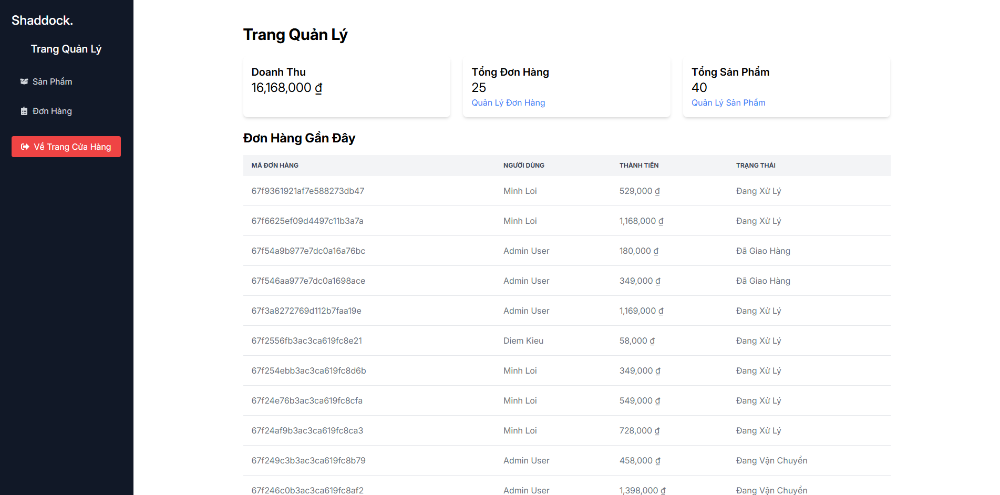 Shaddock.
Trang Quản Lý
Sản Phẩm
Đơn Hàng
Về Trang Cửa Hàng
Trang Quản Lý
Doanh Thu
16,168,000 ₫
Tổng Đơn Hàng
25
Quản Lý Đơn Hàng
Tổng Sản Phẩm
40
Quản Lý Sản Phẩm
Đơn Hàng Gần Đây
MÃ ĐƠN HÀNG NGƯỜI DÙNG THÀNH TIỀN TRẠNG THÁI
67f9361921af7e588273db47 Minh Loi 529,000 ₫ Đang Xử Lý
67f6625ef09d4497c11b3a7a Minh Loi 1,168,000 ₫ Đang Xử Lý
67f54a9b977e7dc0a16a76bc Admin User 180,000 ₫ Đã Giao Hàng
67f546aa977e7dc0a1698ace Admin User 349,000 ₫ Đã Giao Hàng
67f3a8272769d112b7faa19e Admin User 1,169,000 ₫ Đang Xử Lý
67f2556fb3ac3ca619fc8e21 Diem Kieu 58,000 ₫ Đang Xử Lý
67f254ebb3ac3ca619fc8d6b Minh Loi 349,000 ₫ Đang Xử Lý
67f24e76b3ac3ca619fc8cfa Minh Loi 549,000 ₫ Đang Xử Lý
67f24af9b3ac3ca619fc8ca3 Minh Loi 728,000 ₫ Đang Xử Lý
67f249c3b3ac3ca619fc8b79 Admin User 458,000 ₫ Đang Vận Chuyển
67f246c0b3ac3ca619fc8af2 Admin User 1,398,000 ₫ Đang Vận Chuyển